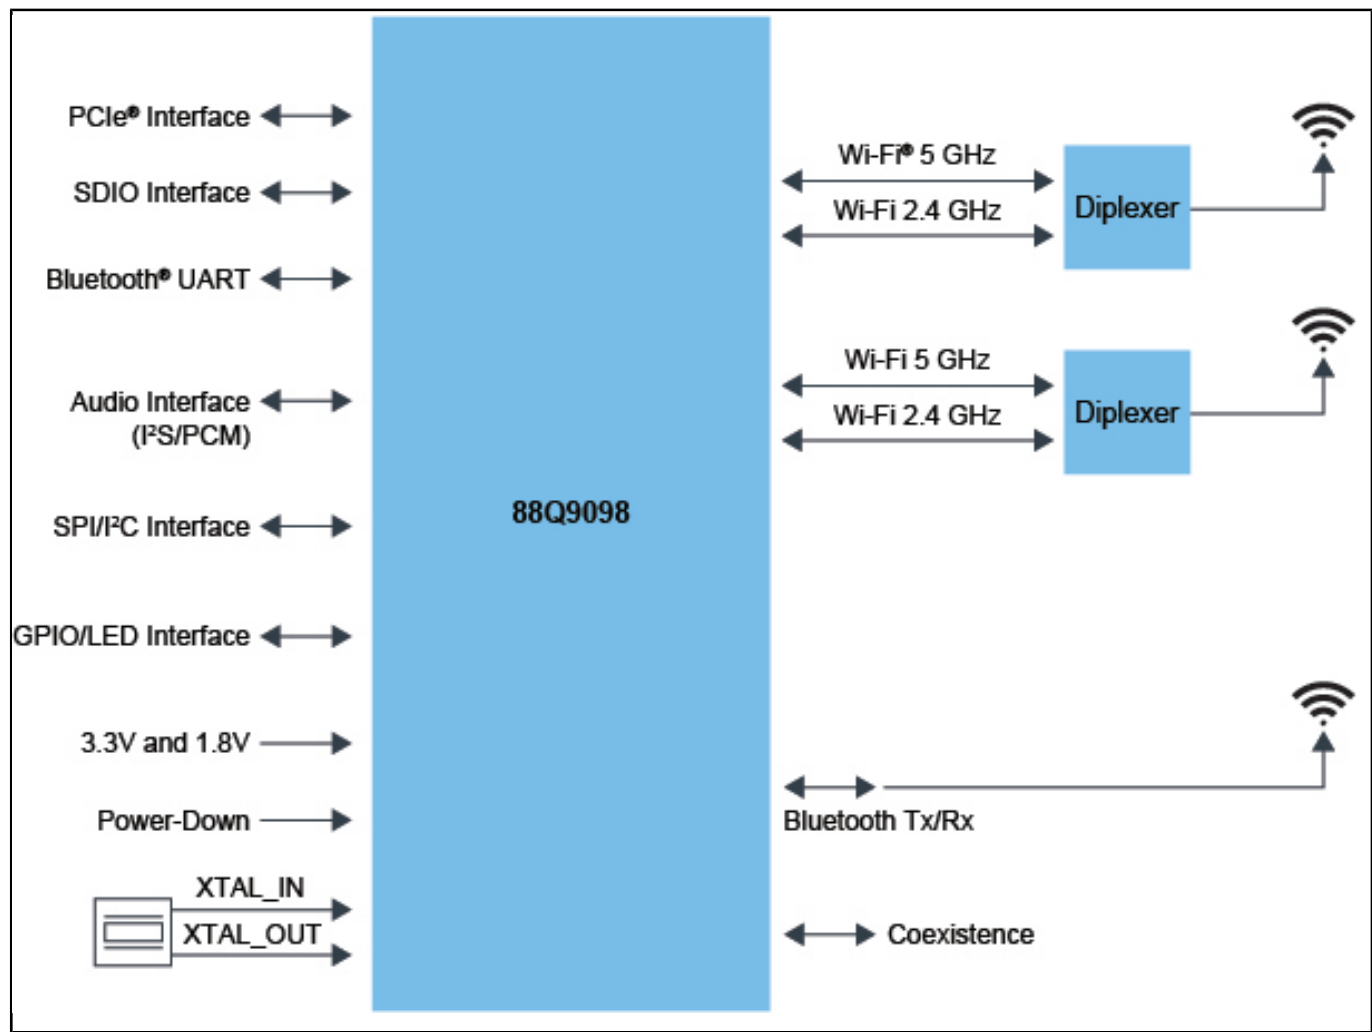 PCIe® Interface
SDIO Interface
Bluetooth® UART
Audio Interface
(I²S/PCM)
SPI/I²C Interface
GPIO/LED Interface
3.3V and 1.8V
Power-Down
XTAL_IN
XTAL_OUT
88Q9098
Wi-Fi® 5 GHz
Wi-Fi 2.4 GHz
Diplexer
Wi-Fi 5 GHz
Wi-Fi 2.4 GHz
Diplexer
Bluetooth Tx/Rx
Coexistence